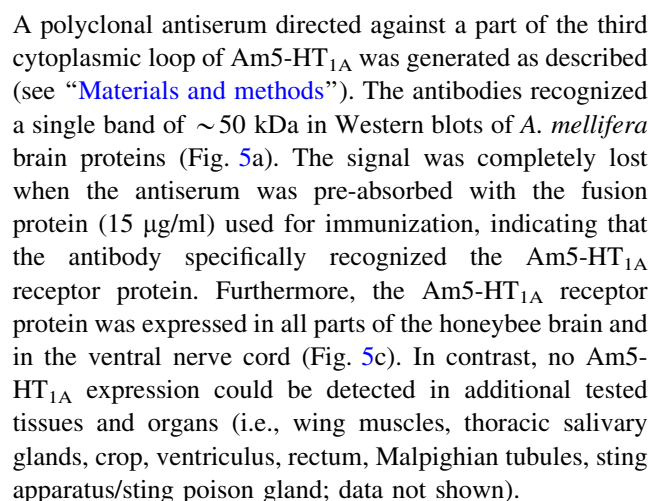 A polyclonal antiserum directed against a part of the third
cytoplasmic loop of Am5-HT1A was generated as described
(see “Materials and methods”). The antibodies recognized
a single band of ~50 kDa in Western blots of A. mellifera
brain proteins (Fig. 5a). The signal was completely lost
when the antiserum was pre-absorbed with the fusion
protein (15 μg/ml) used for immunization, indicating that
the antibody specifically recognized the Am5-HT1A
receptor protein. Furthermore, the Am5-HT1A receptor
protein was expressed in all parts of the honeybee brain and
in the ventral nerve cord (Fig. 5c). In contrast, no Am5-
HT1A expression could be detected in additional tested
tissues and organs (i.e., wing muscles, thoracic salivary
glands, crop, ventriculus, rectum, Malpighian tubules, sting
apparatus/sting poison gland; data not shown).